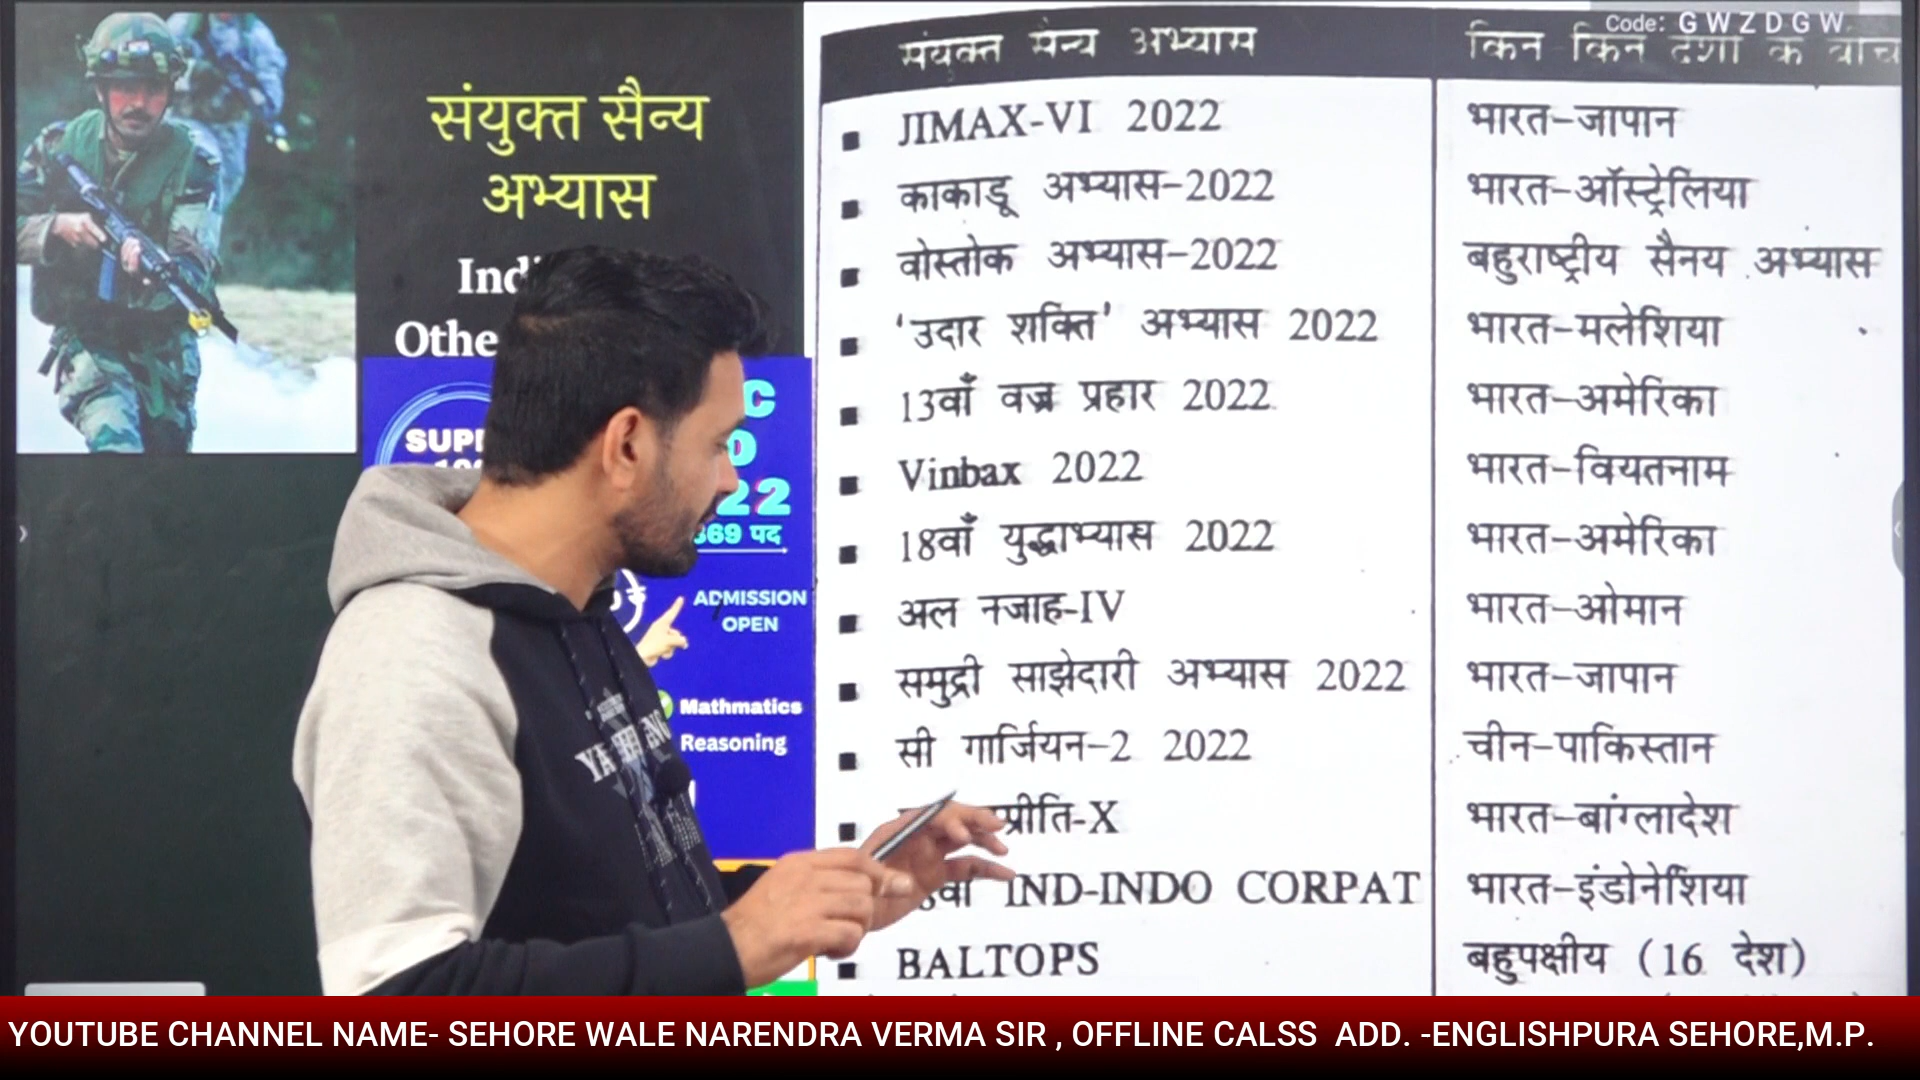 Code: G W Z D G W
संयुक्त सैन्य
अभ्यास
Indi
Othe
SUP
C
0
22
369 पद
ADMISSION
OPEN
Mathmatics
Reasoning
संयुक्त सैन्य अभ्यास किन किन देशों के बीच
JIMAX-VI 2022 भारत-जापान
काकाडू अभ्यास-2022 भारत-ऑस्ट्रेलिया
वोस्तोक अभ्यास-2022 बहुराष्ट्रीय सैनय अभ्यास
'उदार शक्ति' अभ्यास 2022 भारत-मलेशिया
13वाँ वज्र प्रहार 2022 भारत-अमेरिका
Vinbax 2022 भारत-वियतनाम
18वाँ युद्धाभ्यास 2022 भारत-अमेरिका
अल नजाह-IV भारत-ओमान
समुद्री साझेदारी अभ्यास 2022 भारत-जापान
सी गार्जियन-2 2022 चीन-पाकिस्तान
प्रीति-X भारत-बांग्लादेश
8वां IND-INDO CORPAT भारत-इंडोनेशिया
BALTOPS बहुपक्षीय (16 देश)
YOUTUBE CHANNEL NAME- SEHORE WALE NARENDRA VERMA SIR , OFFLINE CALSS ADD. -ENGLISHPURA SEHORE,M.P.